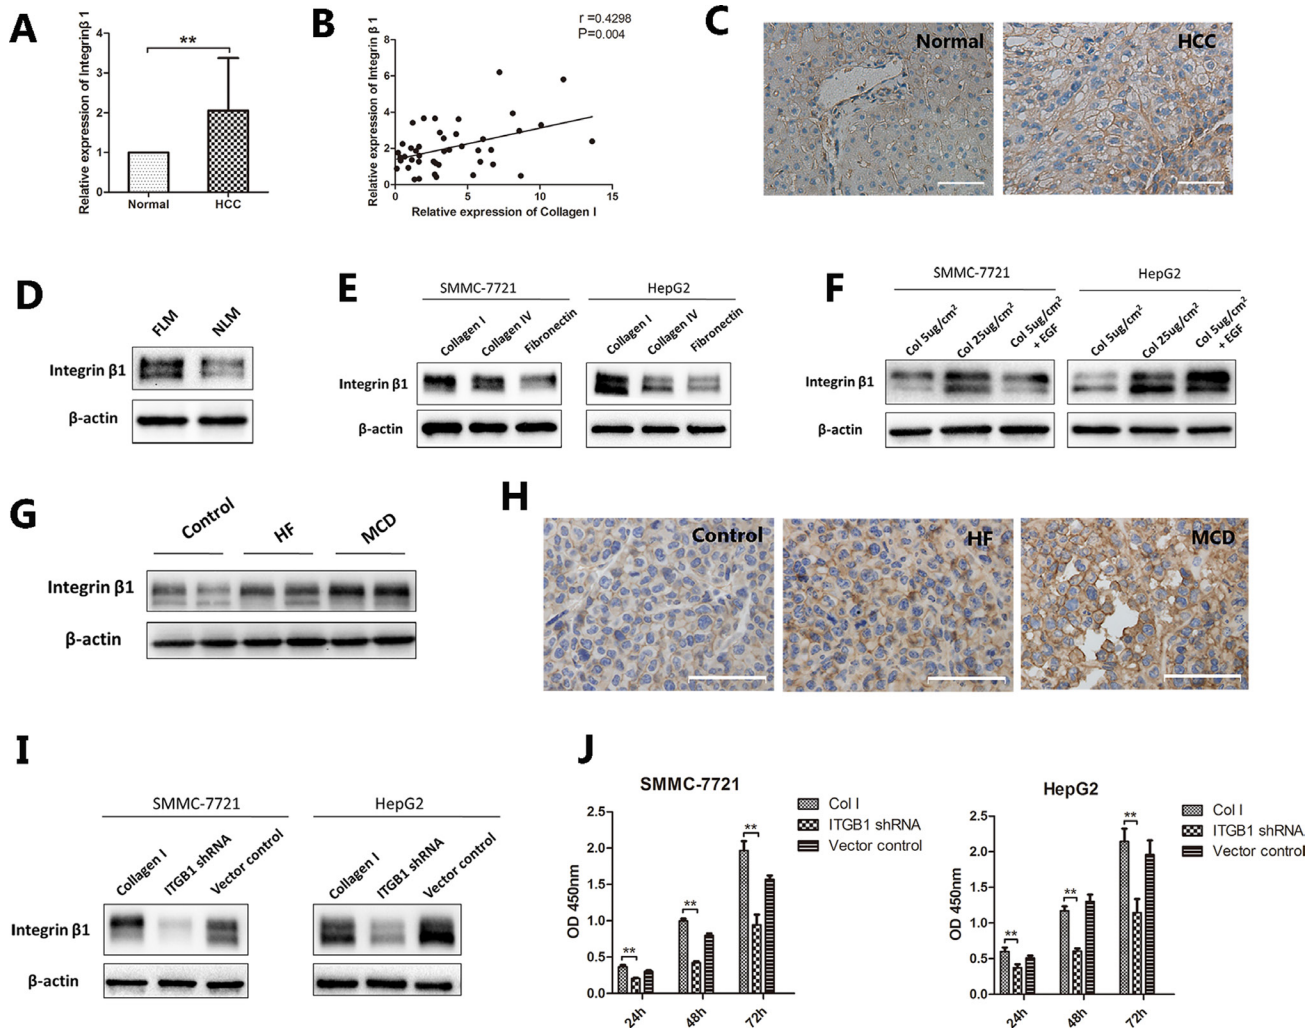 A
Relative expression of Integrinβ 1
5
4
3
2
1
0
**
Normal
HCC
B
r =0.4298
P=0.004
Relative expression of Integrin β 1
8
6
4
2
0
0
5
10
15
Relative expression of Collagen I
C
Normal
HCC
D
FLM
NLM
Integrin β1
β-actin
E
SMMC-7721
HepG2
Collagen I
Collagen IV
Fibronectin
Collagen I
Collagen IV
Fibronectin
Integrin β1
β-actin
F
SMMC-7721
HepG2
Col 5ug/cm²
Col 25ug/cm²
Col 5ug/cm²
+ EGF
Col 5ug/cm²
Col 25ug/cm²
Col 5ug/cm²
+ EGF
Integrin β1
β-actin
G
Control
HF
MCD
Integrin β1
β-actin
H
Control
HF
MCD
I
SMMC-7721
HepG2
Collagen I
ITGB1 shRNA
Vector control
Collagen I
ITGB1 shRNA
Vector control
Integrin β1
β-actin
J
SMMC-7721
OD 450nm
2.5
2.0
1.5
1.0
0.5
0.0
**
**
**
24h
48h
72h
Col I
ITGB1 shRNA
Vector control
HepG2
OD 450nm
2.5
2.0
1.5
1.0
0.5
0.0
**
**
**
24h
48h
72h
Col I
ITGB1 shRNA
Vector control